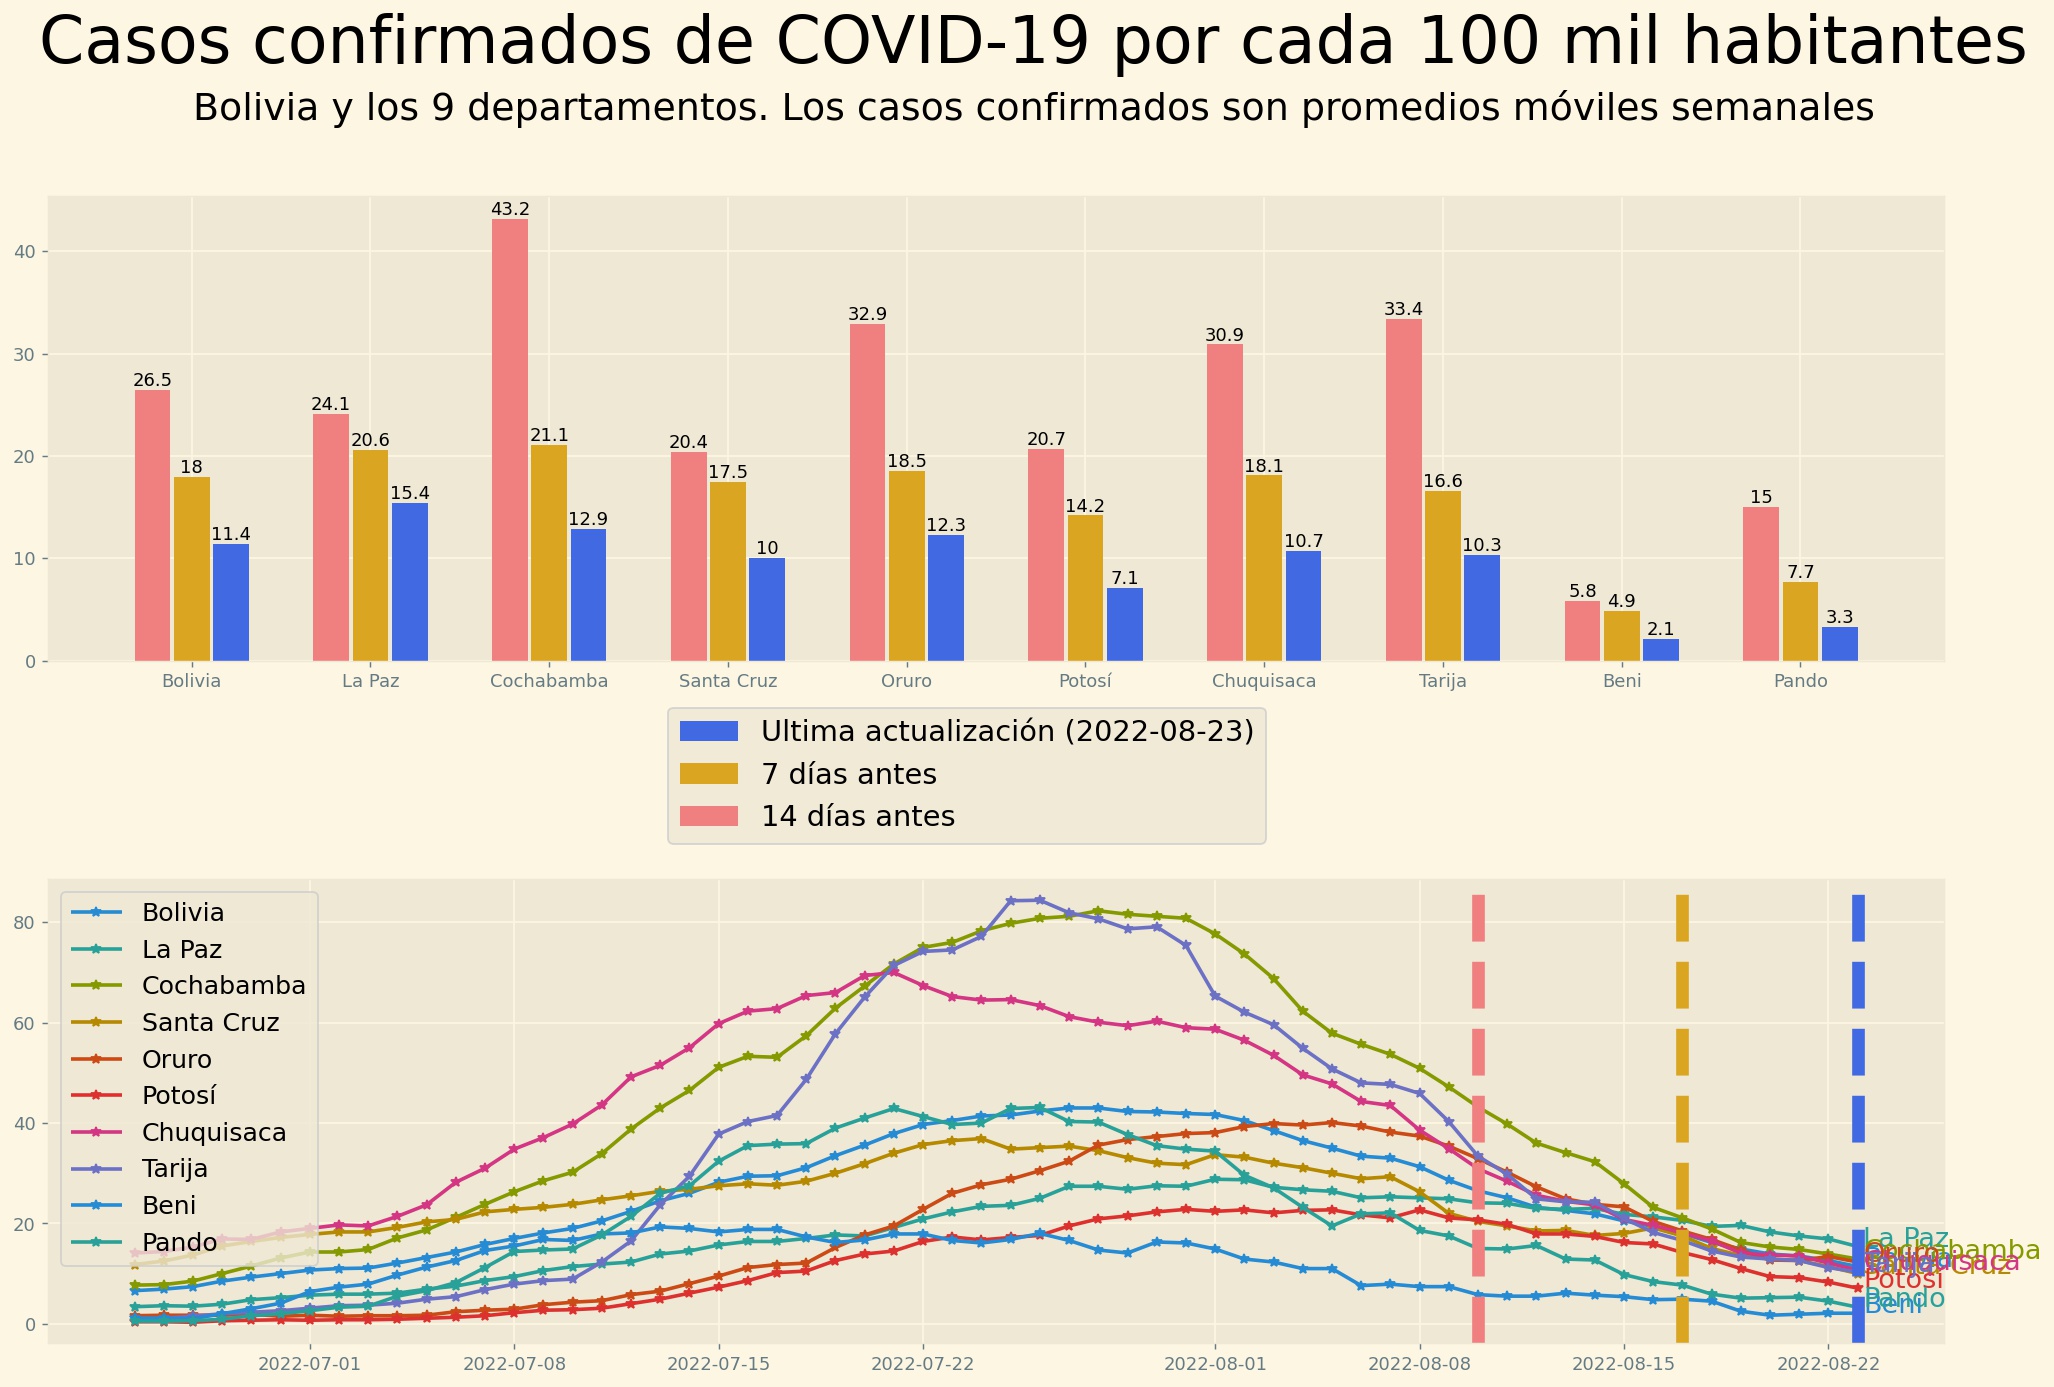 Casos confirmados de COVID-19 por cada 100 mil habitantes
Bolivia y los 9 departamentos. Los casos confirmados son promedios móviles semanales
40
30
20
10
0
26.5 18 11.4
24.1 20.6 15.4
43.2 21.1 12.9
20.4 17.5 10
32.9 18.5 12.3
20.7 14.2 7.1
30.9 18.1 10.7
33.4 16.6 10.3
5.8 4.9 2.1
15 7.7 3.3
Bolivia La Paz Cochabamba Santa Cruz Oruro Potosí Chuquisaca Tarija Beni Pando
Ultima actualización (2022-08-23)
7 días antes
14 días antes
80
60
40
20
0
Bolivia
La Paz
Cochabamba
Santa Cruz
Oruro
Potosí
Chuquisaca
Tarija
Beni
Pando
La Paz
Cochabamba
Oruro
Chuquisaca
Santa Cruz
Potosí
Pando
Beni
2022-07-01 2022-07-08 2022-07-15 2022-07-22 2022-08-01 2022-08-08 2022-08-15 2022-08-22